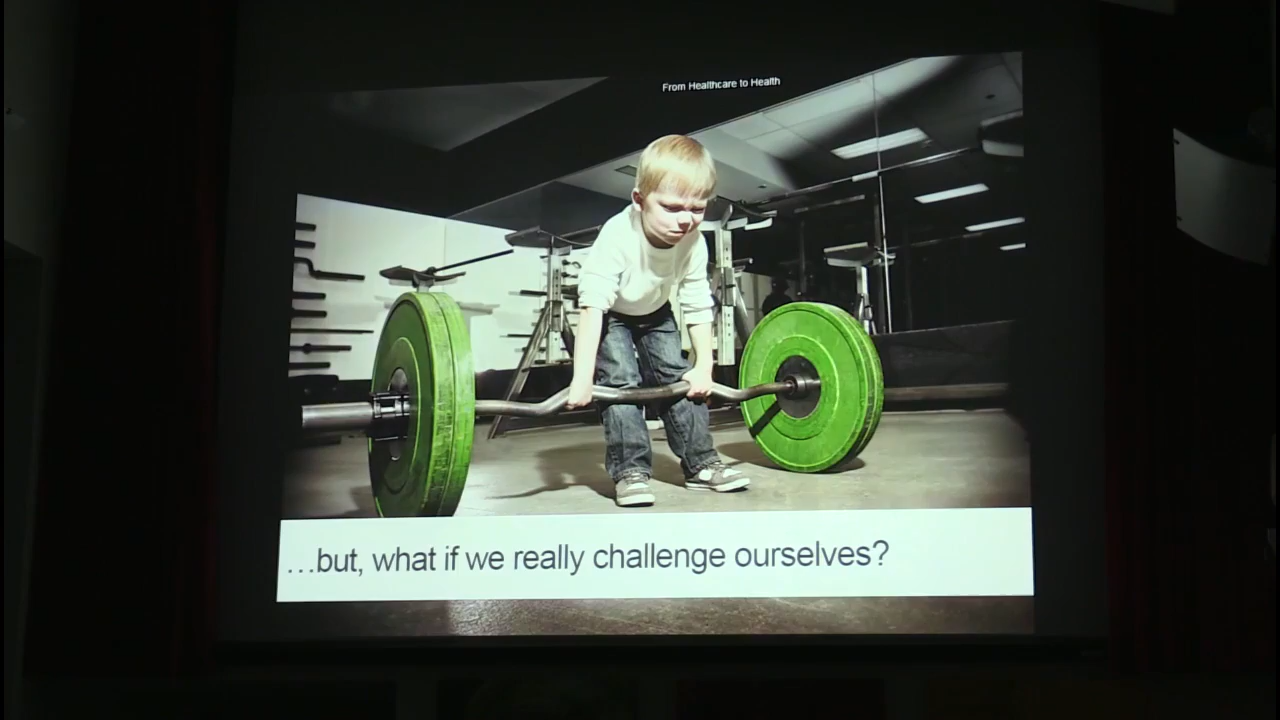 From Healthcare to Health
…but, what if we really challenge ourselves?